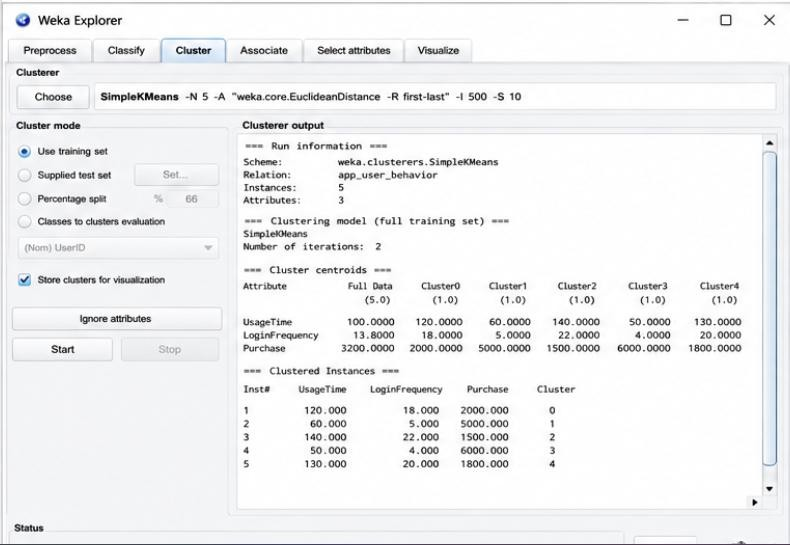 Weka Explorer
Preprocess Classify Cluster Associate Select attributes Visualize
Clusterer
Choose SimpleKMeans -N 5 -A "weka.core.EuclideanDistance -R first-last" -I 500 -S 10
Cluster mode
Use training set
Supplied test set Set...
Percentage split % 66
Classes to clusters evaluation
(Nom) UserID
Store clusters for visualization
Ignore attributes
Start Stop
Clusterer output
=== Run information ===
Scheme: weka.clusterers.SimpleKMeans
Relation: app_user_behavior
Instances: 5
Attributes: 3
=== Clustering model (full training set) ===
SimpleKMeans
Number of iterations: 2
=== Cluster centroids ===
Attribute Full Data Cluster0 Cluster1 Cluster2 Cluster3 Cluster4
(5.0) (1.0) (1.0) (1.0) (1.0) (1.0)
UsageTime 100.0000 120.0000 60.0000 140.0000 50.0000 130.0000
LoginFrequency 13.8000 18.0000 5.0000 22.0000 4.0000 20.0000
Purchase 3200.0000 2000.0000 5000.0000 1500.0000 6000.0000 1800.0000
=== Clustered Instances ===
Inst# UsageTime LoginFrequency Purchase Cluster
1 120.000 18.000 2000.000 0
2 60.000 5.000 5000.000 1
3 140.000 22.000 1500.000 2
4 50.000 4.000 6000.000 3
5 130.000 20.000 1800.000 4
Status